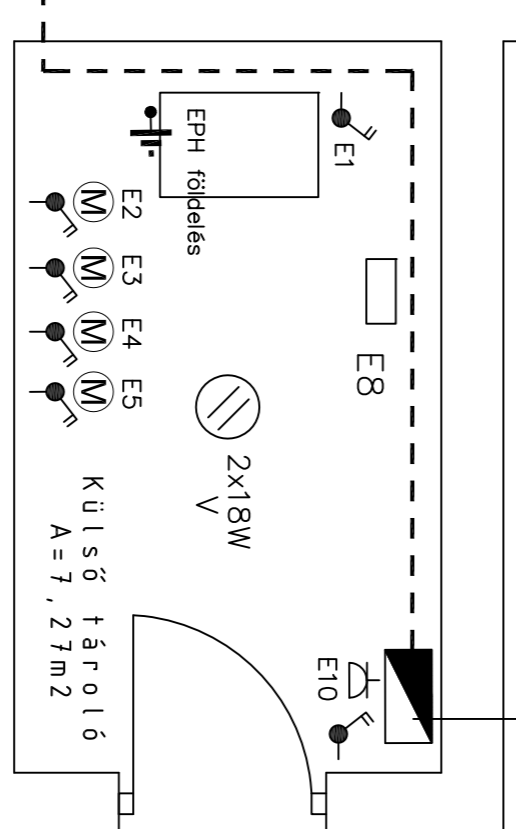 EPH földelés
E1
E2
M
E3
M
E4
M
E5
M
E8
2x18W
V
Külső tároló
A=7,27m2
E10